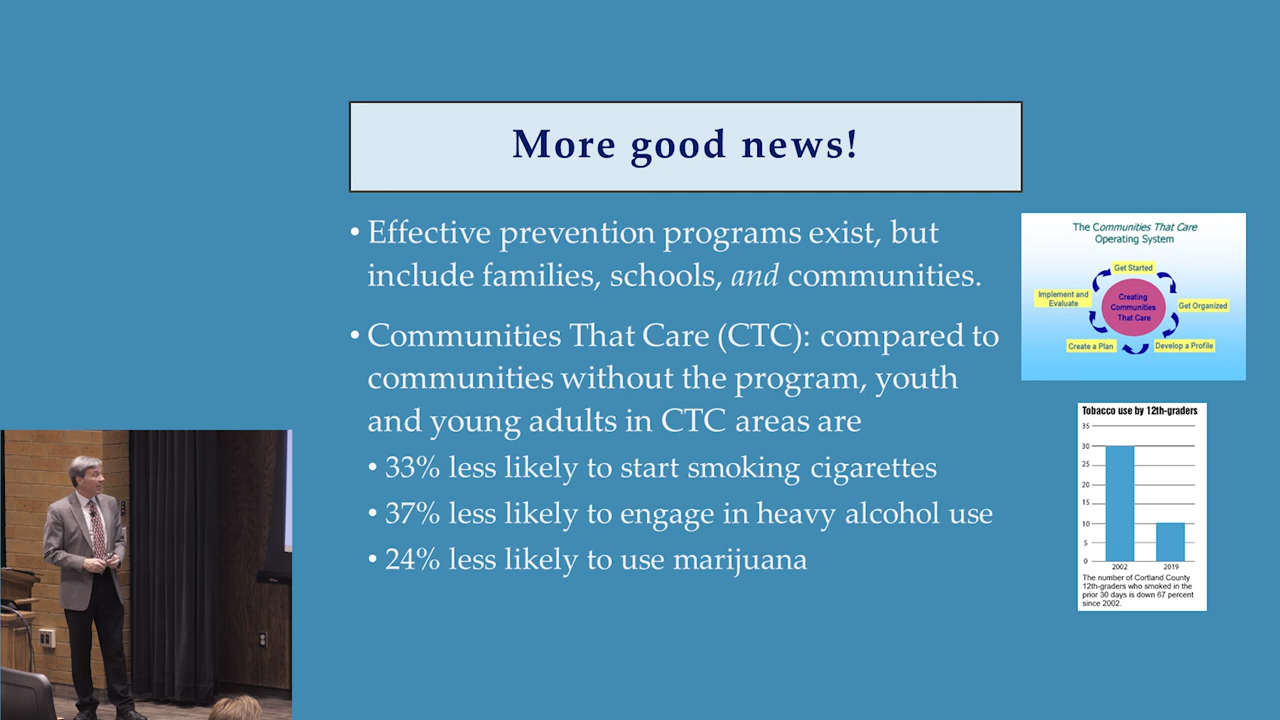 More good news!
• Effective prevention programs exist, but
include families, schools, and communities.
• Communities That Care (CTC): compared to
communities without the program, youth
and young adults in CTC areas are
• 33% less likely to start smoking cigarettes
• 37% less likely to engage in heavy alcohol use
• 24% less likely to use marijuana
The Communities That Care
Operating System
Get Started
Get Organized
Develop a Profile
Create a Plan
Implement and
Evaluate
Creating
Communities
That Care
Tobacco use by 12th-graders
35
30
25
20
15
10
5
0
2002 2019
The number of Cortland County
12th-graders who smoked in the
prior 30 days is down 67 percent
since 2002.